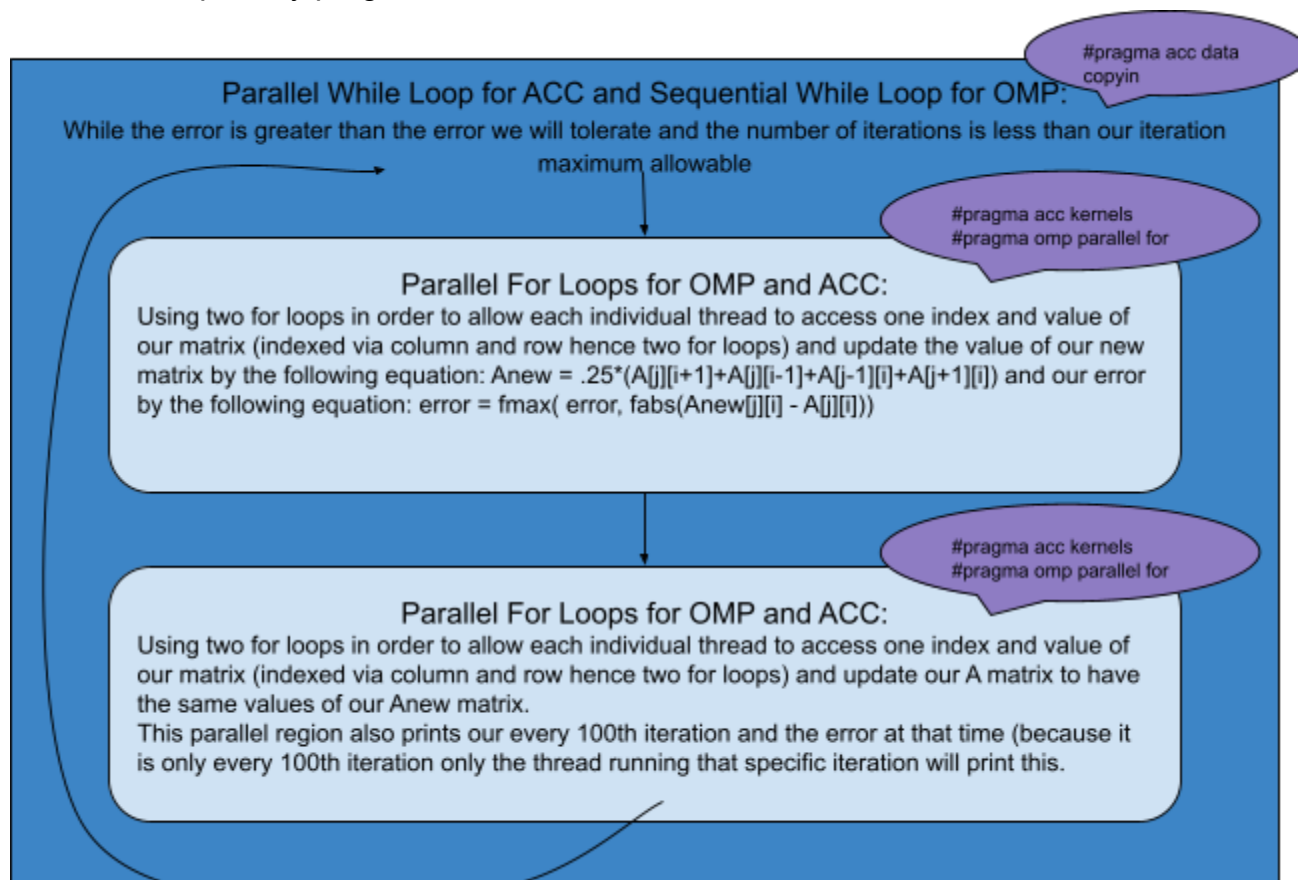 #pragma acc data
copyin
Parallel While Loop for ACC and Sequential While Loop for OMP:
While the error is greater than the error we will tolerate and the number of iterations is less than our iteration
maximum allowable
#pragma acc kernels
#pragma omp parallel for
Parallel For Loops for OMP and ACC:
Using two for loops in order to allow each individual thread to access one index and value of
our matrix (indexed via column and row hence two for loops) and update the value of our new
matrix by the following equation: Anew = .25*(A[j][i+1]+A[j][i-1]+A[j-1][i]+A[j+1][i]) and our error
by the following equation: error = fmax( error, fabs(Anew[j][i] - A[j][i]))
#pragma acc kernels
#pragma omp parallel for
Parallel For Loops for OMP and ACC:
Using two for loops in order to allow each individual thread to access one index and value of
our matrix (indexed via column and row hence two for loops) and update our A matrix to have
the same values of our Anew matrix.
This parallel region also prints our every 100th iteration and the error at that time (because it
is only every 100th iteration only the thread running that specific iteration will print this.